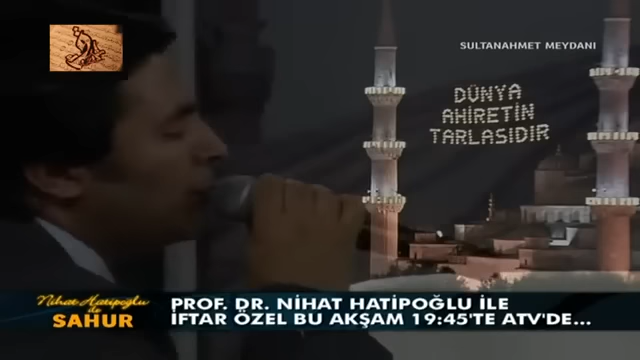 SULTANAHMET MEYDANI
DÜNYA
AHİRETİN
TARLASIDIR
Nihat Hatipoğlu
ile
SAHUR
PROF. DR. NİHAT HATİPOĞLU İLE
İFTAR ÖZEL BU AKŞAM 19:45'TE ATV'DE...